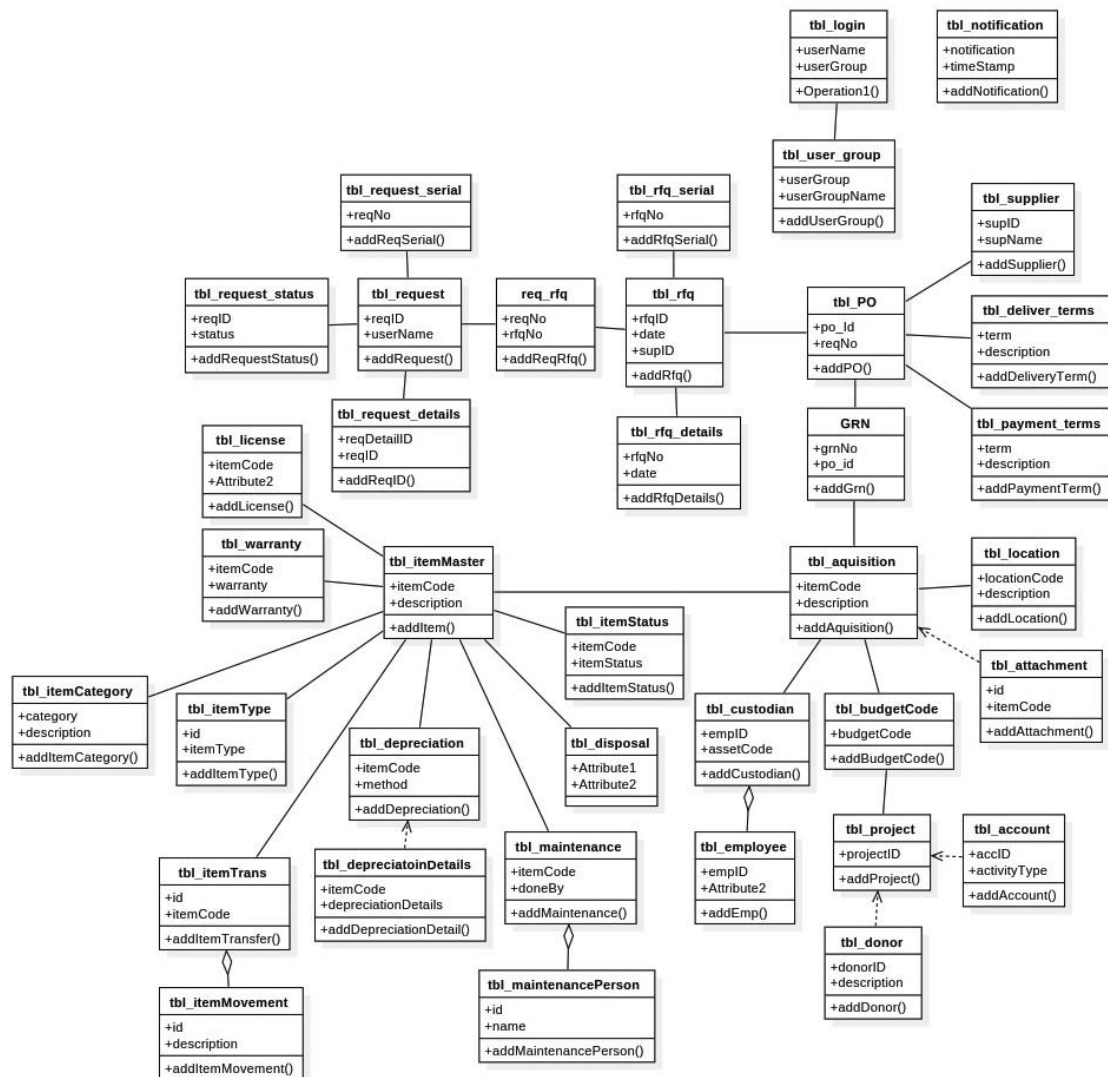 tbl_login
+userName
+userGroup
+Operation1()
tbl_notification
+notification
+timeStamp
+addNotification()
tbl_user_group
+userGroup
+userGroupName
+addUserGroup()
tbl_request_serial
+reqNo
+addReqSerial()
tbl_rfq_serial
+rfqNo
+addRfqSerial()
tbl_supplier
+supID
+supName
+addSupplier()
tbl_request_status
+reqID
+status
+addRequestStatus()
tbl_request
+reqID
+userName
+addRequest()
req_rfq
+reqNo
+rfqNo
+addReqRfq()
tbl_rfq
+rfqID
+date
+supID
+addRfq()
tbl_PO
+po_Id
+reqNo
+addPO()
tbl_deliver_terms
+term
+description
+addDeliveryTerm()
tbl_request_details
+reqDetailID
+reqID
+addReqID()
tbl_rfq_details
+rfqNo
+date
+addRfqDetails()
GRN
+grnNo
+po_id
+addGrn()
tbl_payment_terms
+term
+description
+addPaymentTerm()
tbl_license
+itemCode
+Attribute2
+addLicense()
tbl_warranty
+itemCode
+warranty
+addWarranty()
tbl_itemMaster
+itemCode
+description
+addItem()
tbl_aquisition
+itemCode
+description
+addAquisition()
tbl_location
+locationCode
+description
+addLocation()
tbl_itemStatus
+itemCode
+itemStatus
+addItemStatus()
tbl_attachment
+id
+itemCode
+addAttachment()
tbl_itemCategory
+category
+description
+addItemCategory()
tbl_itemType
+id
+itemType
+addItemType()
tbl_depreciation
+itemCode
+method
+addDepreciation()
tbl_disposal
+Attribute1
+Attribute2
tbl_custodian
+empID
+assetCode
+addCustodian()
tbl_budgetCode
+budgetCode
+addBudgetCode()
tbl_itemTrans
+id
+itemCode
+addItemTransfer()
tbl_depreciatoinDetails
+itemCode
+depreciationDetails
+addDepreciationDetail()
tbl_maintenance
+itemCode
+doneBy
+addMaintenance()
tbl_employee
+empID
+Attribute2
+addEmp()
tbl_project
+projectID
+addProject()
tbl_account
+accID
+activityType
+addAccount()
tbl_donor
+donorID
+description
+addDonor()
tbl_itemMovement
+id
+description
+addItemMovement()
tbl_maintenancePerson
+id
+name
+addMaintenancePerson()